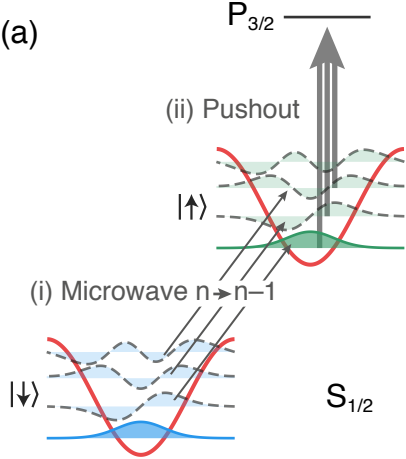 (a)
P3/2
(ii) Pushout
|↑⟩
(i) Microwave n→n−1
|↓⟩
S1/2